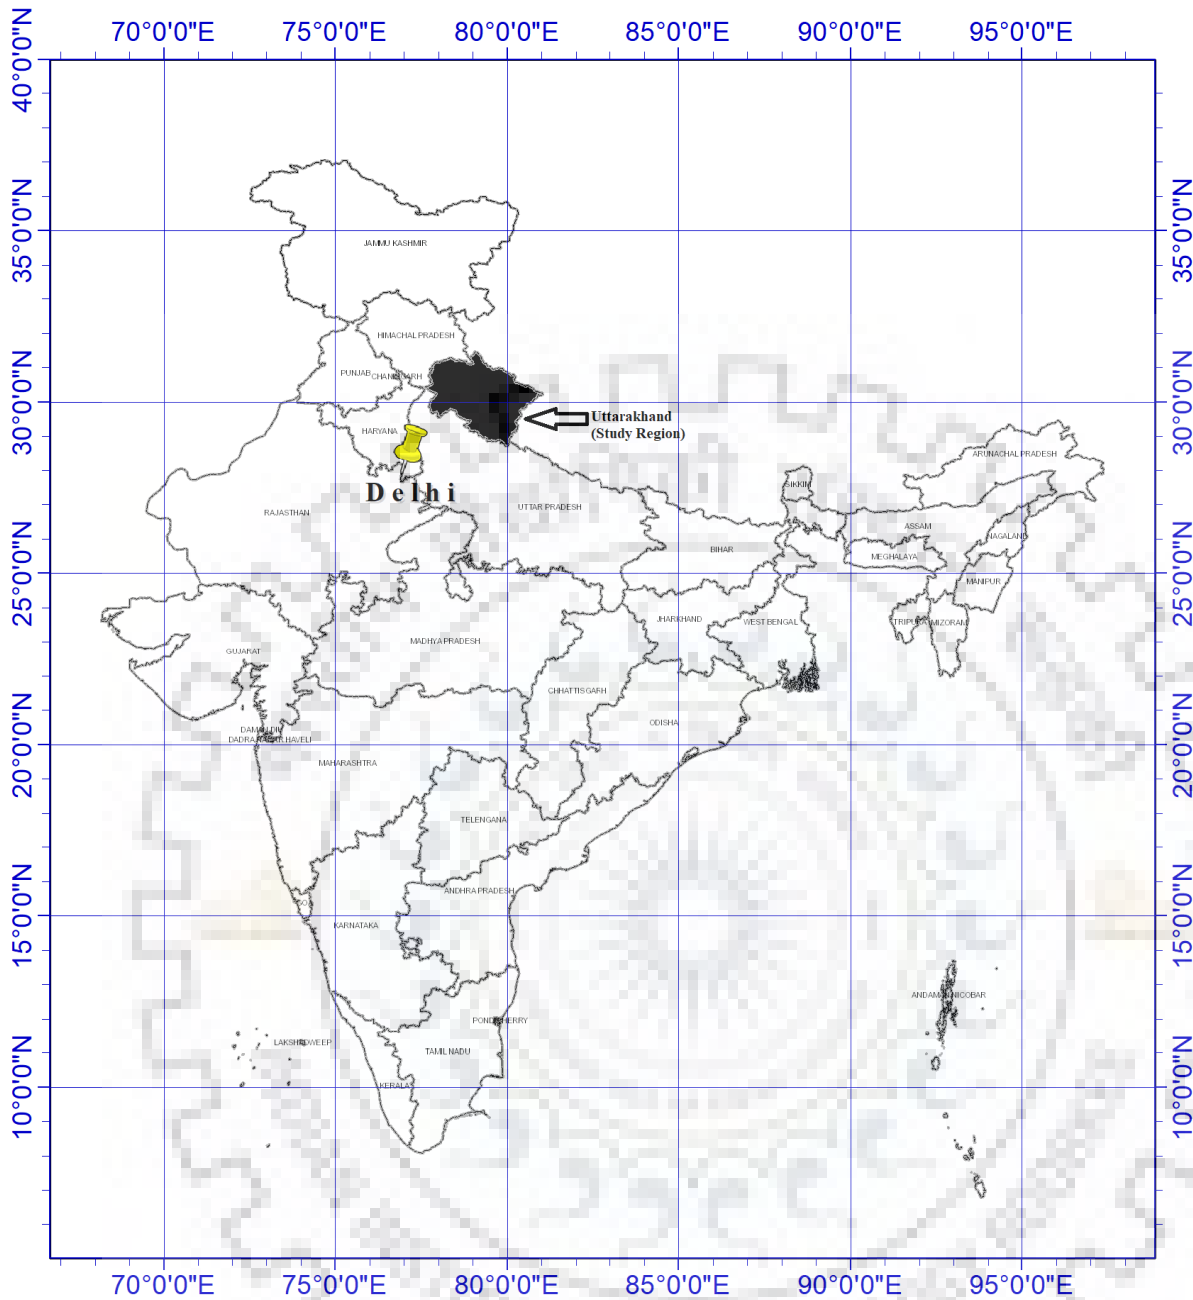 70°0'0"E 75°0'0"E 80°0'0"E 85°0'0"E 90°0'0"E 95°0'0"E
40°0'0"N
35°0'0"N
35°0'0"N
30°0'0"N
30°0'0"N
25°0'0"N
25°0'0"N
20°0'0"N
20°0'0"N
15°0'0"N
15°0'0"N
10°0'0"N
10°0'0"N
JAMMU KASHMIR
HIMACHAL PRADESH
PUNJAB
CHANDIGARH
Uttarakhand
(Study Region)
HARYANA
Delhi
ARUNACHAL PRADESH
SIKKIM
RAJASTHAN
UTTAR PRADESH
ASSAM
NAGALAND
BIHAR
MEGHALAYA
MANIPUR
JHARKHAND
WEST BENGAL
TRIPURA
MIZORAM
MADHYA PRADESH
GUJARAT
CHHATTISGARH
ODISHA
DAMAN DIU
DADRA NAGAR HAVELI
MAHARASHTRA
TELENGANA
ANDHRA PRADESH
GOA
KARNATAKA
ANDAMAN NICOBAR
PONDICHERRY
LAKSHADWEEP
TAMIL NADU
KERALA
70°0'0"E 75°0'0"E 80°0'0"E 85°0'0"E 90°0'0"E 95°0'0"E